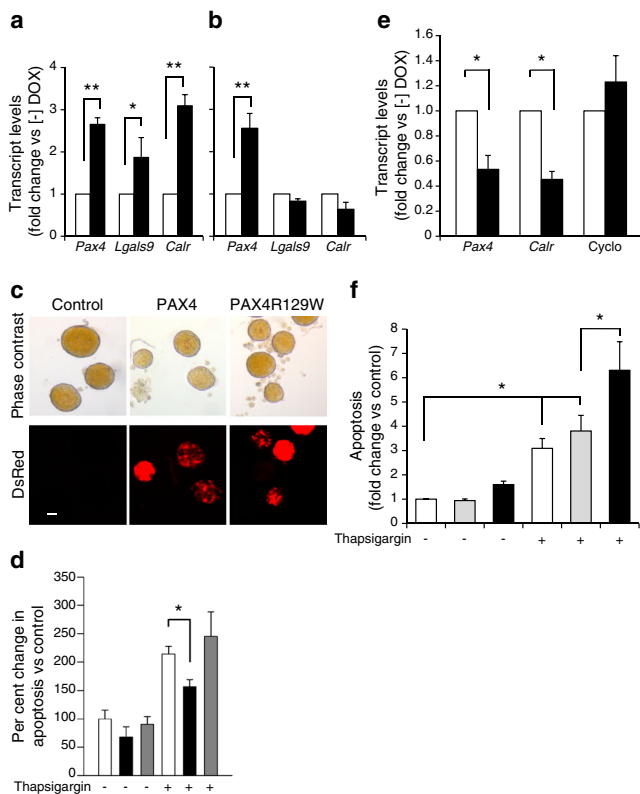 a
Transcript levels
(fold change vs [-] DOX)
4
3
2
1
0
**
*
**
Pax4 Lgals9 Calr
b
**
Pax4 Lgals9 Calr
c
Control PAX4 PAX4R129W
Phase contrast
DsRed
d
Per cent change in
apoptosis vs control
350
300
250
200
150
100
50
0
*
Thapsigargin - - - + + +
e
Transcript levels
(fold change vs [-] DOX)
1.6
1.4
1.2
1.0
0.8
0.6
0.4
0.2
0
*
*
Pax4 Calr Cyclo
f
Apoptosis
(fold change vs control)
8
7
6
5
4
3
2
1
0
*
*
Thapsigargin - - - + + +